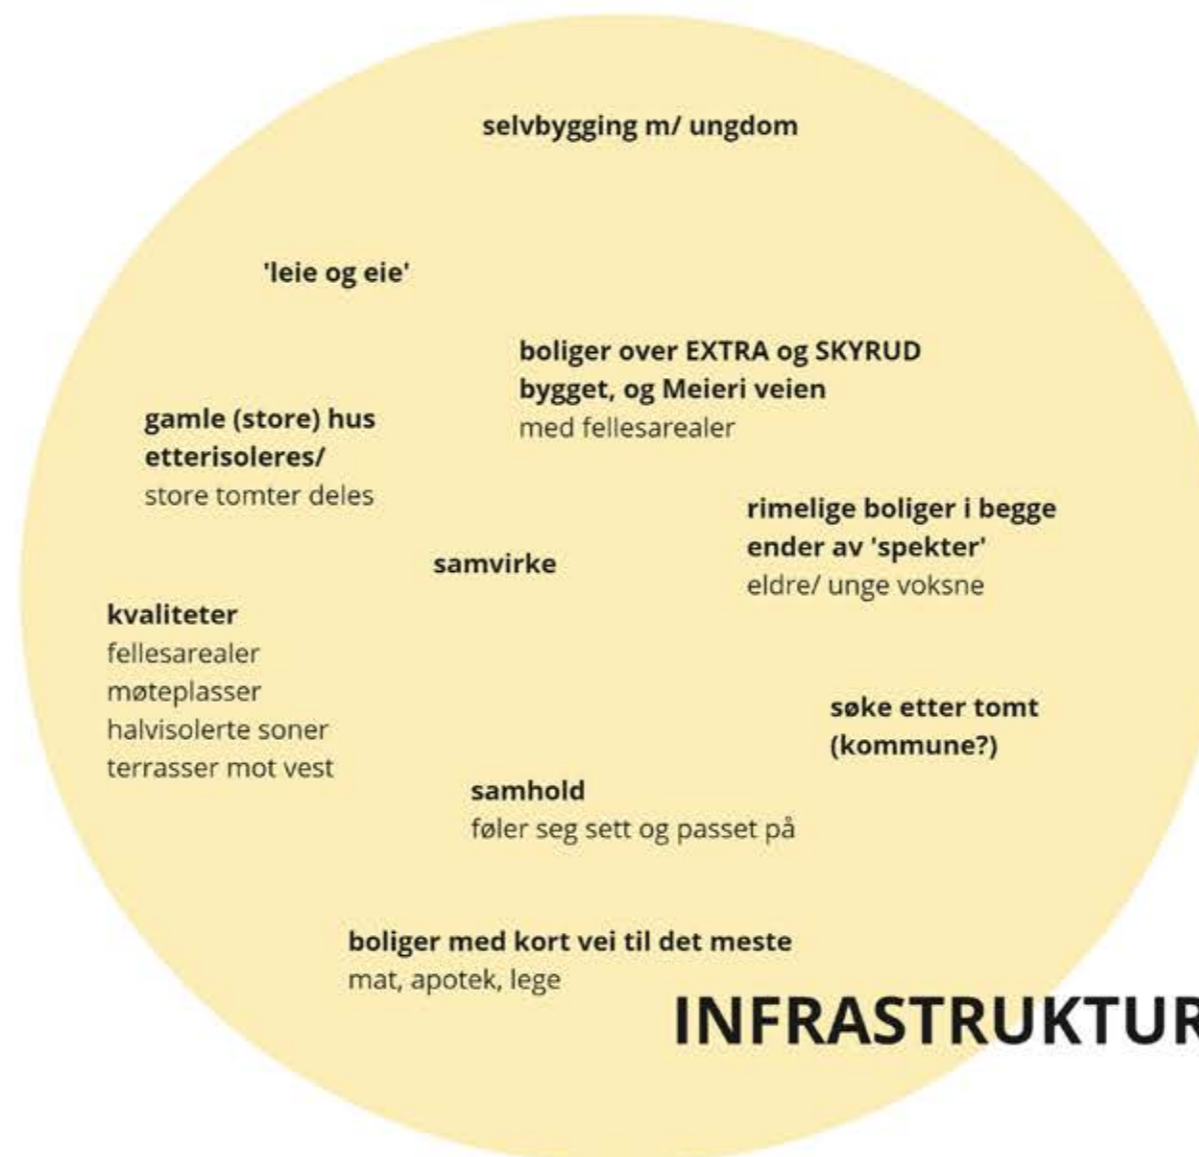 selvbygging m/ ungdom
'leie og eie'
boliger over EXTRA og SKYRUD
bygget, og Meieri veien
med fellesarealer
gamle (store) hus
etterisoleres/
store tomter deles
rimelige boliger i begge
ender av 'spekter'
eldre/ unge voksne
samvirke
kvaliteter
fellesarealer
møteplasser
halvisolerte soner
terrasser mot vest
søke etter tomt
(kommune?)
samhold
føler seg sett og passet på
boliger med kort vei til det meste
mat, apotek, lege
INFRASTRUKTUR